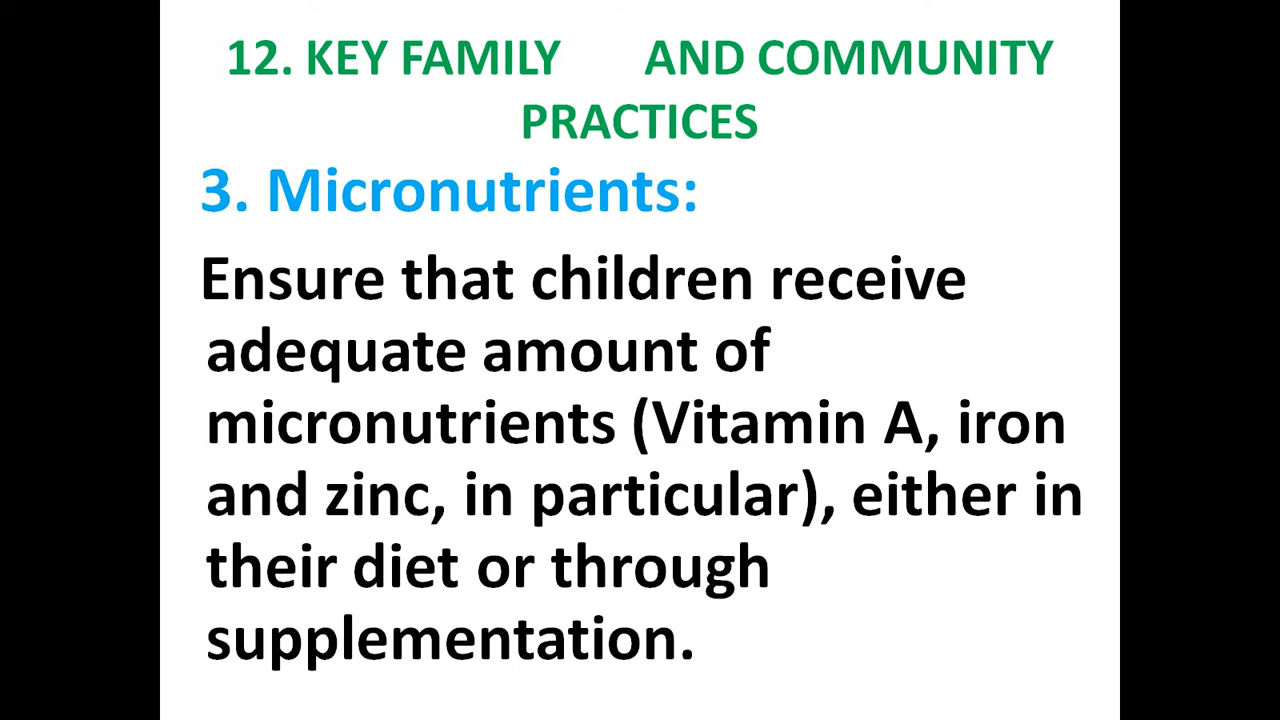 12. KEY FAMILY AND COMMUNITY
PRACTICES
3. Micronutrients:
Ensure that children receive
adequate amount of
micronutrients (Vitamin A, iron
and zinc, in particular), either in
their diet or through
supplementation.